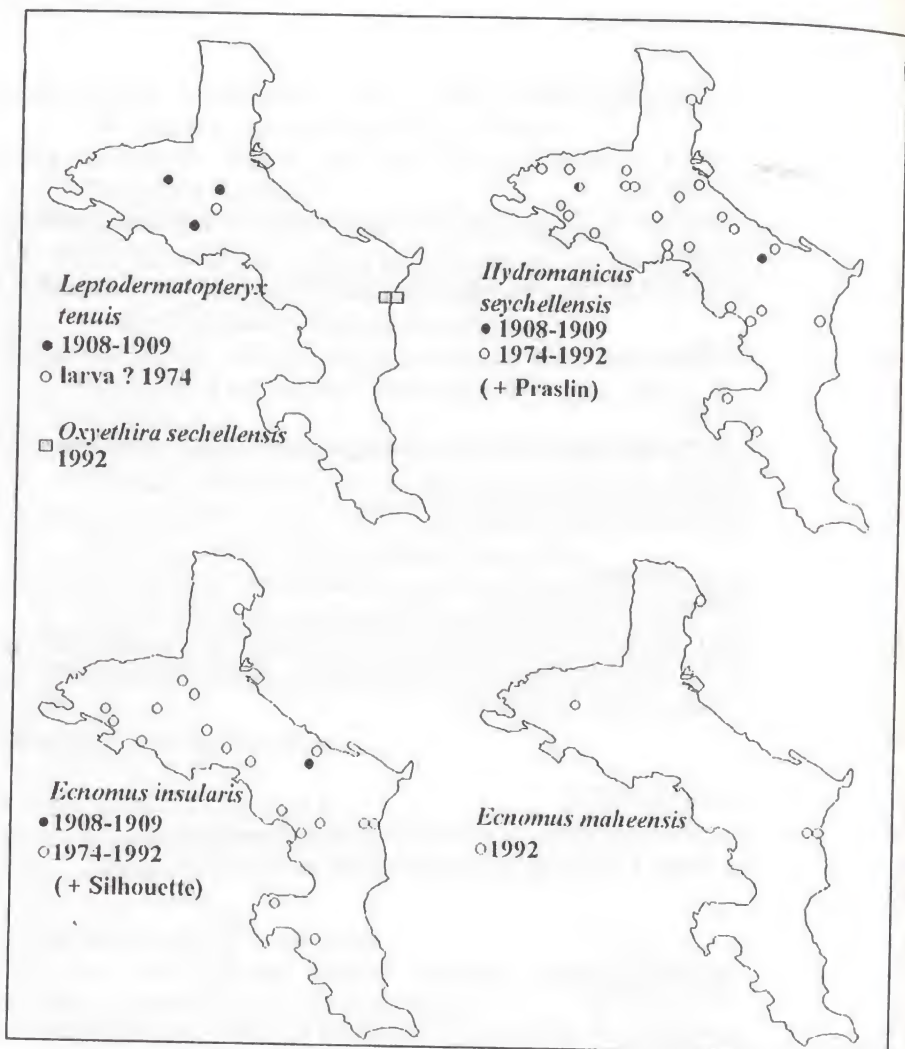 Leptodermatopteryx
tenuis
● 1908-1909
○ larva ? 1974
Oxyethira sechellensis
1992
Hydromanicus
seychellensis
● 1908-1909
○ 1974-1992
( + Praslin)
Ecnomus insularis
● 1908-1909
○ 1974-1992
( + Silhouette)
Ecnomus maheensis
○ 1992